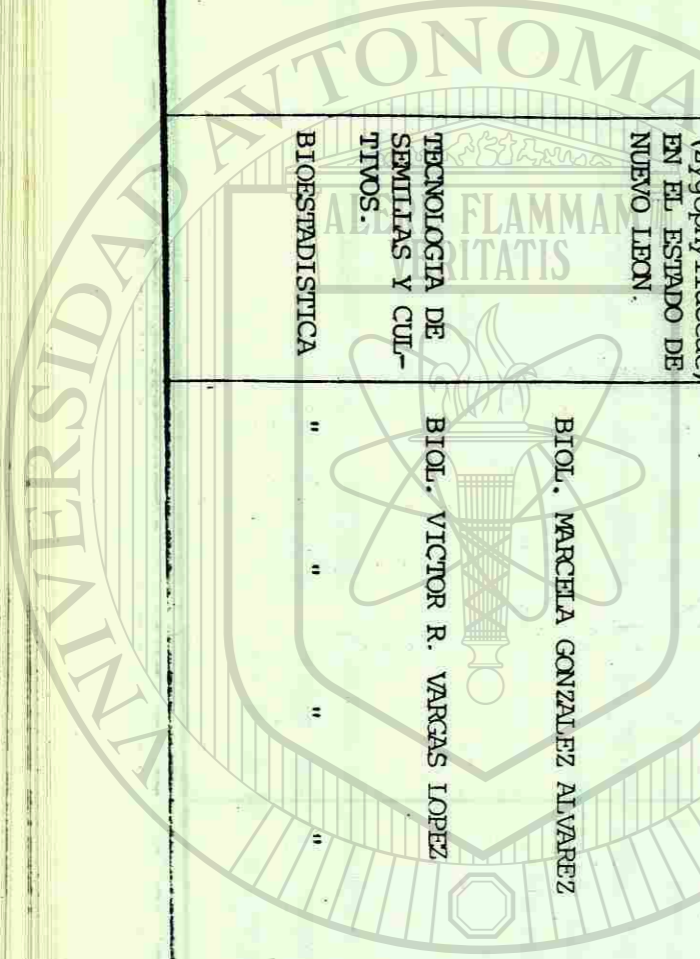 (Zygophyllaceae)
EN EL ESTADO DE
NUEVO LEON.
BIOL. MARCELA GONZALEZ ALVAREZ
TECNOLOGIA DE
SEMILLAS Y CUL-
TIVOS.
BIOL. VICTOR R. VARGAS LOPEZ
BIOESTADISTICA
" " " "
ALERE FLAMMAM
VERITATIS